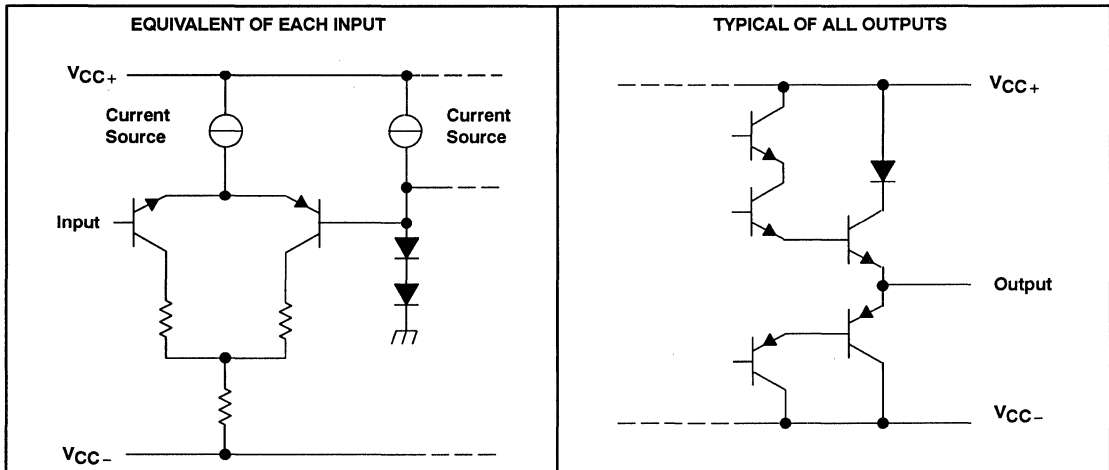 EQUIVALENT OF EACH INPUT
VCC+
Current
Source
Current
Source
Input
VCC−
TYPICAL OF ALL OUTPUTS
VCC+
Output
VCC−